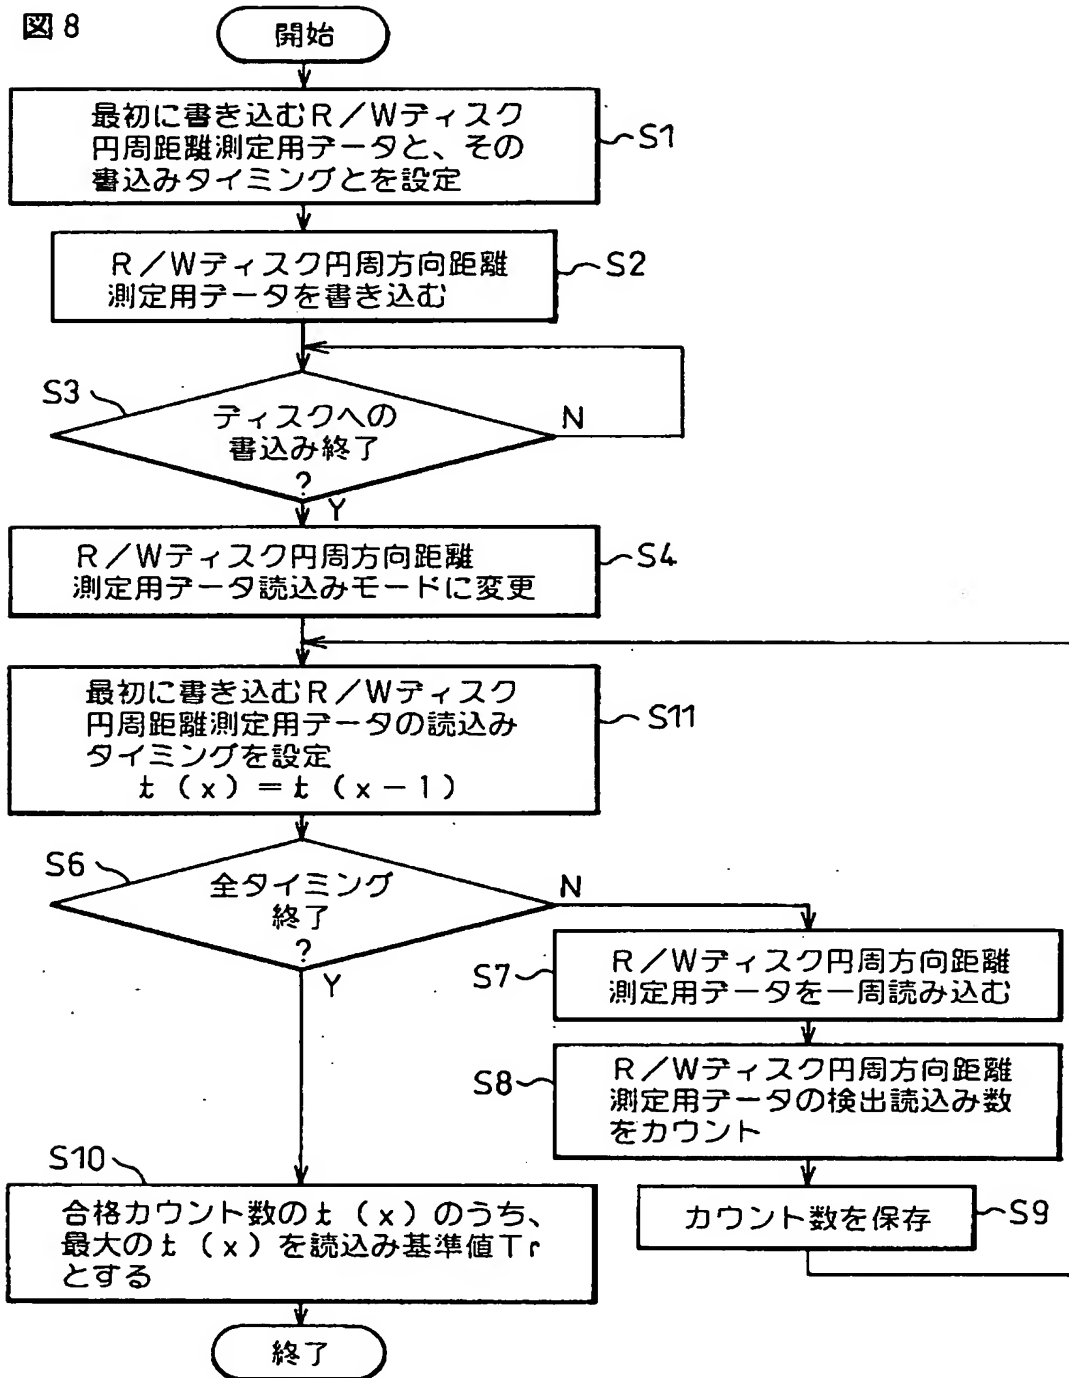 図8
開始
最初に書き込むR/Wディスク
円周距離測定用データと、その
書込みタイミングとを設定
S1
R/Wディスク円周方向距離
測定用データを書き込む
S2
S3
ディスクへの
書込み終了
?
N
Y
R/Wディスク円周方向距離
測定用データ読込みモードに変更
S4
最初に書き込むR/Wディスク
円周距離測定用データの読込み
タイミングを設定
t(x)=t(x-1)
S11
S6
全タイミング
終了
?
N
Y
S7
R/Wディスク円周方向距離
測定用データを一周読み込む
S8
R/Wディスク円周方向距離
測定用データの検出読込み数
をカウント
カウント数を保存
S9
S10
合格カウント数のt(x)のうち、
最大のt(x)を読込み基準値Tr
とする
終了